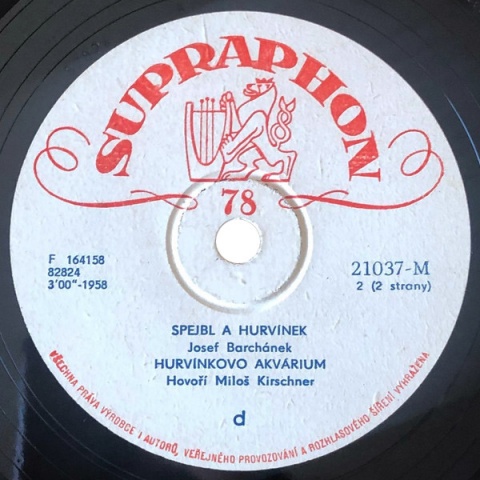 SUPRAPHON
78
F 164158
82824
3'00"-1958
21037-M
2 (2 strany)
SPEJBL A HURVÍNEK
Josef Barchánek
HURVÍNKOVO AKVÁRIUM
Hovoří Miloš Kirschner
d
VŠECHNA PRÁVA VÝROBCE I AUTORŮ, VEŘEJNÉHO PROVOZOVÁNÍ A ROZHLASOVÉHO ŠÍŘENÍ VYHRAŽENA